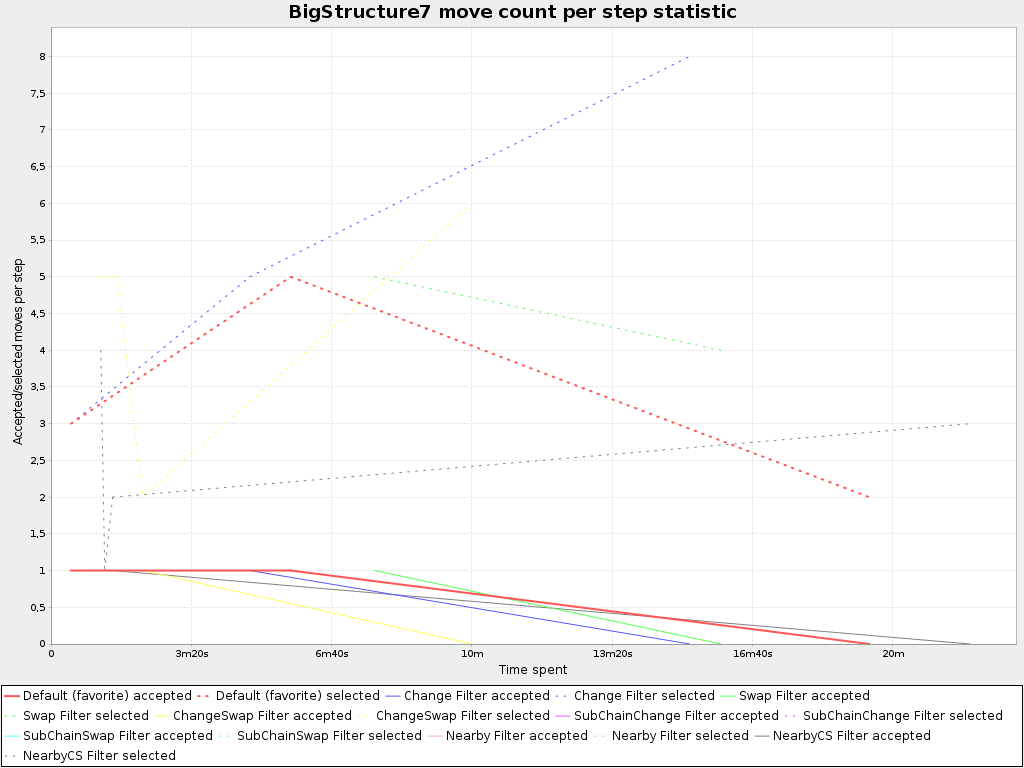 BigStructure7 move count per step statistic
Accepted/selected moves per step
8
7,5
7
6,5
6
5,5
5
4,5
4
3,5
3
2,5
2
1,5
1
0,5
0
0 3m20s 6m40s 10m 13m20s 16m40s 20m
Time spent
Default (favorite) accepted Default (favorite) selected Change Filter accepted Change Filter selected Swap Filter accepted
Swap Filter selected ChangeSwap Filter accepted ChangeSwap Filter selected SubChainChange Filter accepted SubChainChange Filter selected
SubChainSwap Filter accepted SubChainSwap Filter selected Nearby Filter accepted Nearby Filter selected NearbyCS Filter accepted
NearbyCS Filter selected